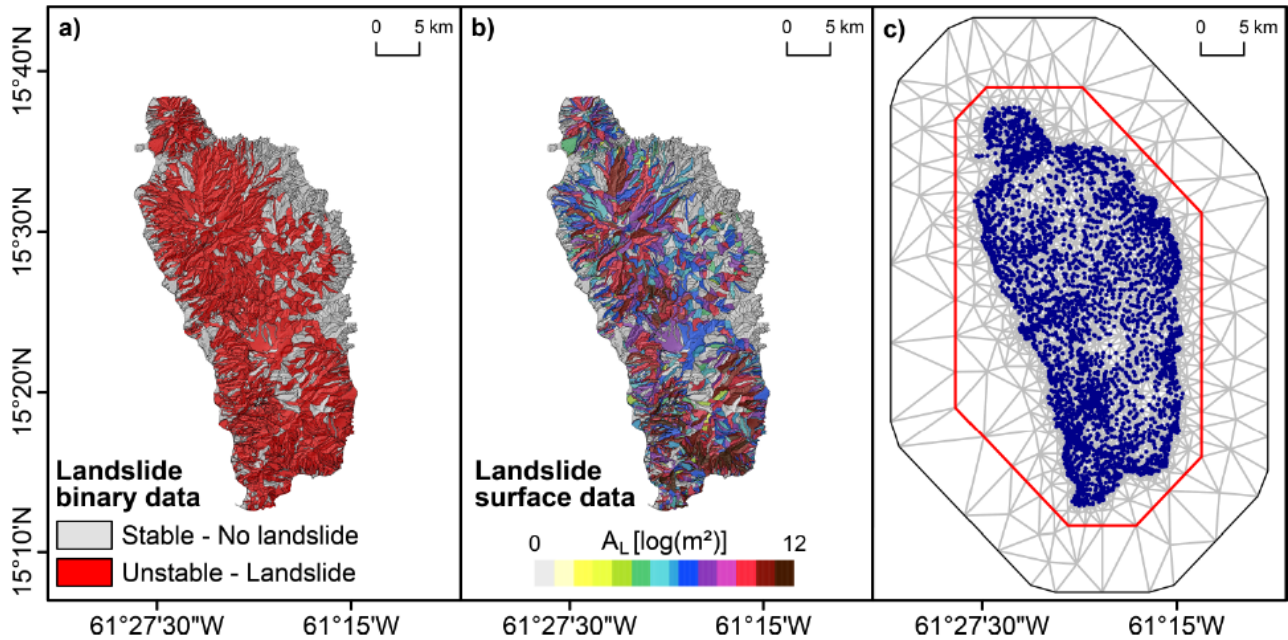 a)
0 5 km
b)
0 5 km
c)
0 5 km
15°40'N
15°30'N
15°20'N
15°10'N
Landslide
binary data
Stable - No landslide
Unstable - Landslide
Landslide
surface data
0 AL [log(m²)] 12
61°27'30"W 61°15'W
61°27'30"W 61°15'W
61°27'30"W 61°15'W